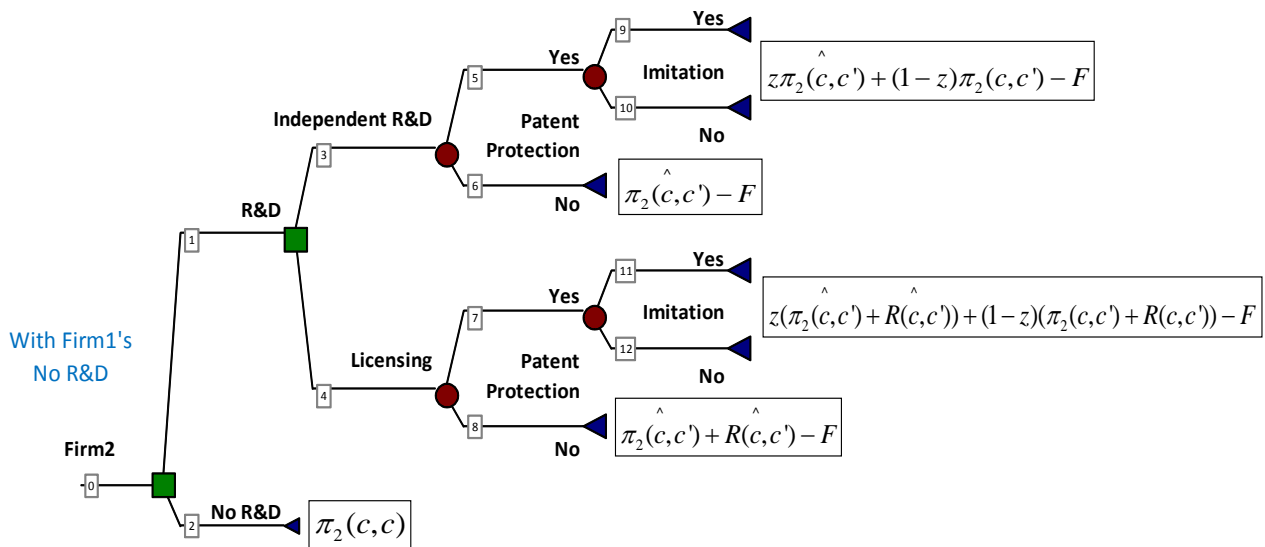 Yes
9
Yes
Imitation
zπ₂(ĉ,c')+(1−z)π₂(c,c')−F
5
10
Independent R&D
Patent
No
Protection
3
6
No
π₂(ĉ,c')−F
R&D
1
Yes
11
Yes
Imitation
z(π₂(ĉ,c')+R(ĉ,c'))+(1−z)(π₂(c,c')+R(c,c'))−F
7
12
With Firm1's
No R&D
Licensing
Patent
No
Protection
4
8
No
π₂(ĉ,c')+R(ĉ,c')−F
Firm2
0
No R&D
2
π₂(c,c)